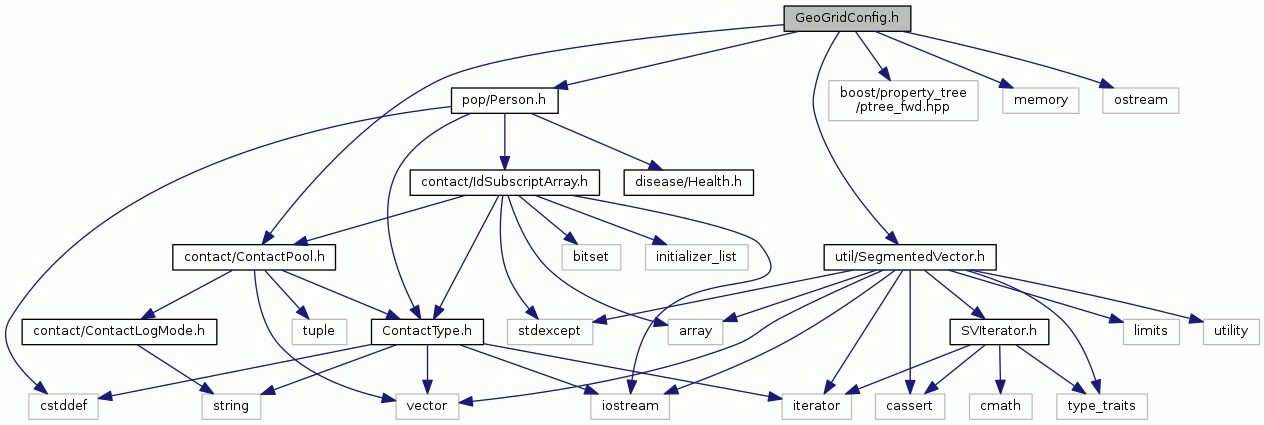 GeoGridConfig.h
pop/Person.h
boost/property_tree
/ptree_fwd.hpp
memory
ostream
contact/IdSubscriptArray.h
disease/Health.h
contact/ContactPool.h
bitset
initializer_list
util/SegmentedVector.h
contact/ContactLogMode.h
tuple
ContactType.h
stdexcept
array
SVIterator.h
limits
utility
cstddef
string
vector
iostream
iterator
cassert
cmath
type_traits